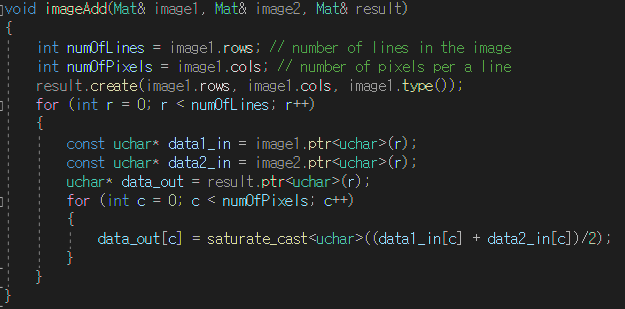 void imageAdd(Mat& image1, Mat& image2, Mat& result)
{
int numOfLines = image1.rows; // number of lines in the image
int numOfPixels = image1.cols; // number of pixels per a line
result.create(image1.rows, image1.cols, image1.type());
for (int r = 0; r < numOfLines; r++)
{
const uchar* data1_in = image1.ptr<uchar>(r);
const uchar* data2_in = image2.ptr<uchar>(r);
uchar* data_out = result.ptr<uchar>(r);
for (int c = 0; c < numOfPixels; c++)
{
data_out[c] = saturate_cast<uchar>((data1_in[c] + data2_in[c])/2);
}
}
}